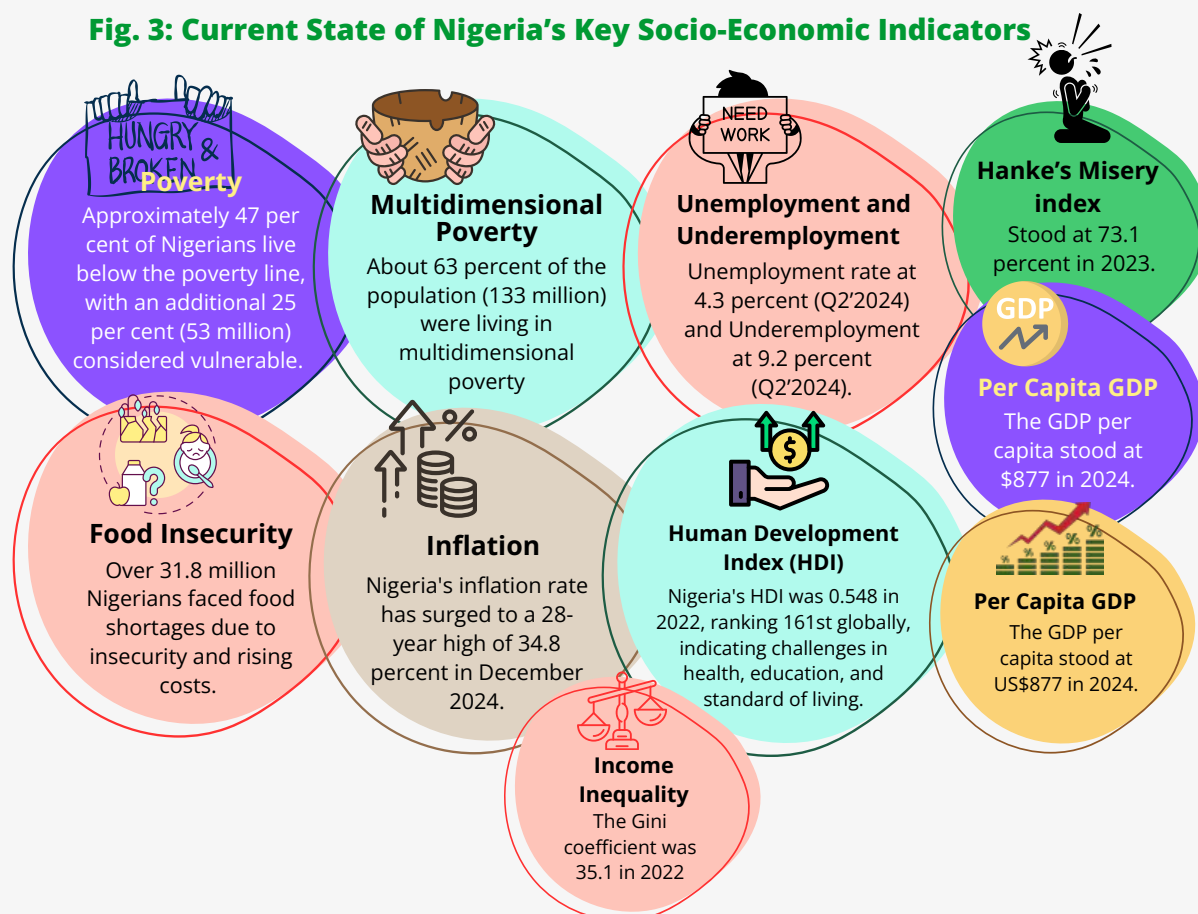 Fig. 3: Current State of Nigeria’s Key Socio-Economic Indicators
HUNGRY &
BROKEN
Poverty
Approximately 47 per
cent of Nigerians live
below the poverty line,
with an additional 25
per cent (53 million)
considered vulnerable.
Multidimensional
Poverty
About 63 percent of the
population (133 million)
were living in
multidimensional
poverty
NEED
WORK
Unemployment and
Underemployment
Unemployment rate at
4.3 percent (Q2’2024)
and Underemployment
at 9.2 percent
(Q2’2024).
Hanke’s Misery
index
Stood at 73.1
percent in 2023.
GDP
Per Capita GDP
The GDP per
capita stood at
$877 in 2024.
Food Insecurity
Over 31.8 million
Nigerians faced food
shortages due to
insecurity and rising
costs.
%
Inflation
Nigeria's inflation rate
has surged to a 28-
year high of 34.8
percent in December
2024.
$
Human Development
Index (HDI)
Nigeria's HDI was 0.548 in
2022, ranking 161st globally,
indicating challenges in
health, education, and
standard of living.
% % % % %
Per Capita GDP
The GDP per
capita stood at
US$877 in 2024.
Income
Inequality
The Gini
coefficient was
35.1 in 2022